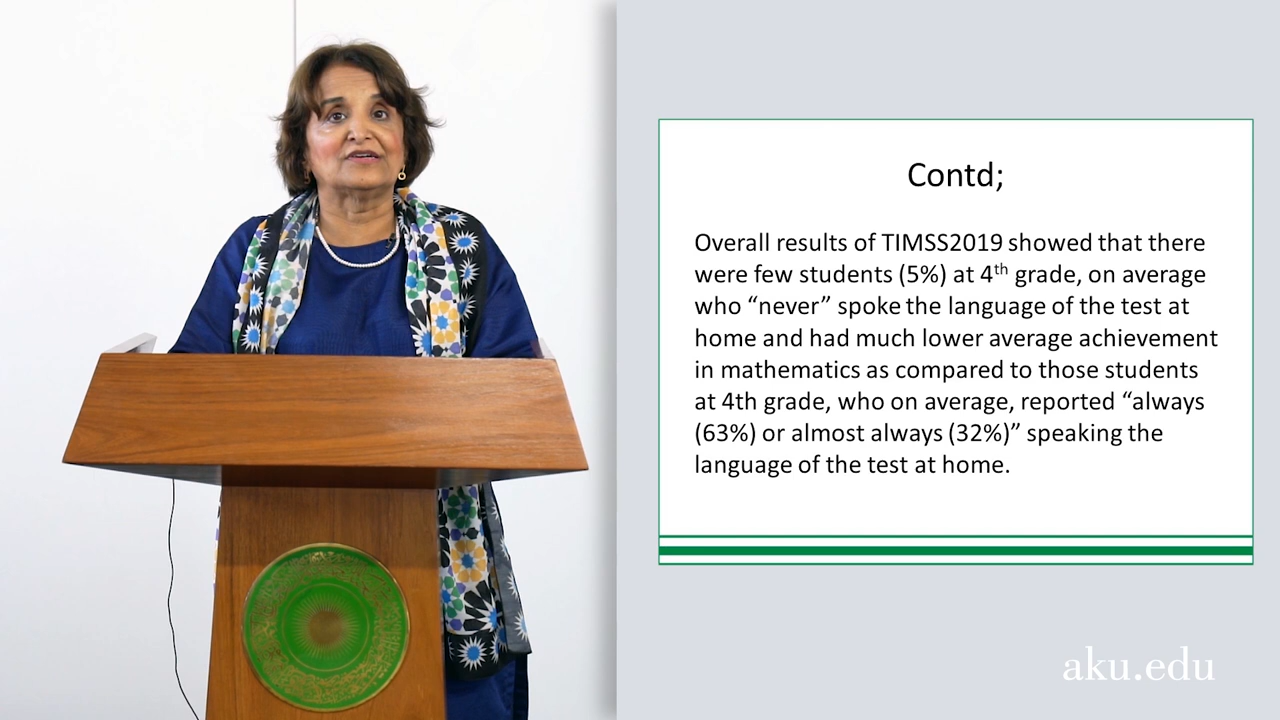 Contd;
Overall results of TIMSS2019 showed that there
were few students (5%) at 4th grade, on average
who “never” spoke the language of the test at
home and had much lower average achievement
in mathematics as compared to those students
at 4th grade, who on average, reported “always
(63%) or almost always (32%)” speaking the
language of the test at home.
aku.edu